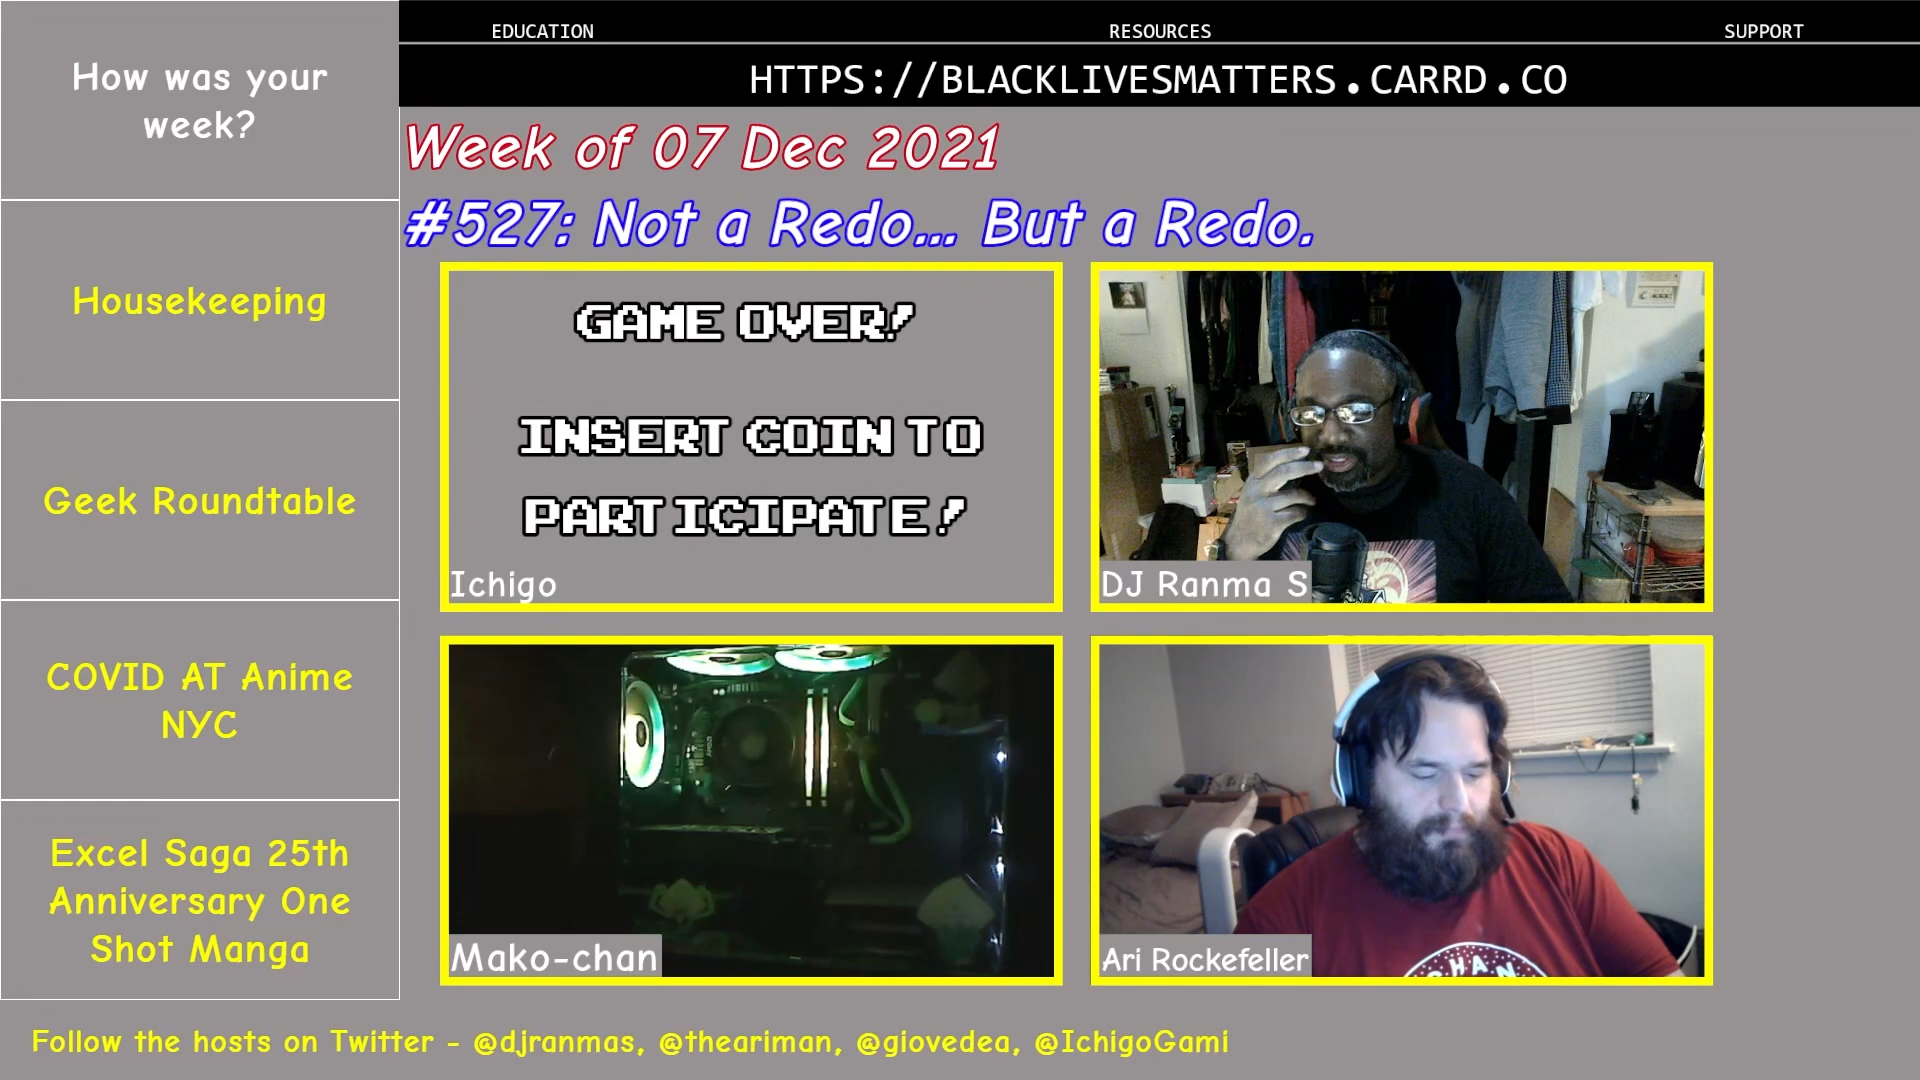 How was your
week?
Housekeeping
Geek Roundtable
COVID AT Anime
NYC
Excel Saga 25th
Anniversary One
Shot Manga
EDUCATION RESOURCES SUPPORT
HTTPS://BLACKLIVESMATTERS.CARRD.CO
Week of 07 Dec 2021
#527: Not a Redo... But a Redo.
GAME OVER!
INSERT COIN TO
PARTICIPATE!
Ichigo
DJ Ranma S
Mako-chan
Ari Rockefeller
Follow the hosts on Twitter - @djranmas, @theariman, @giovedea, @IchigoGami